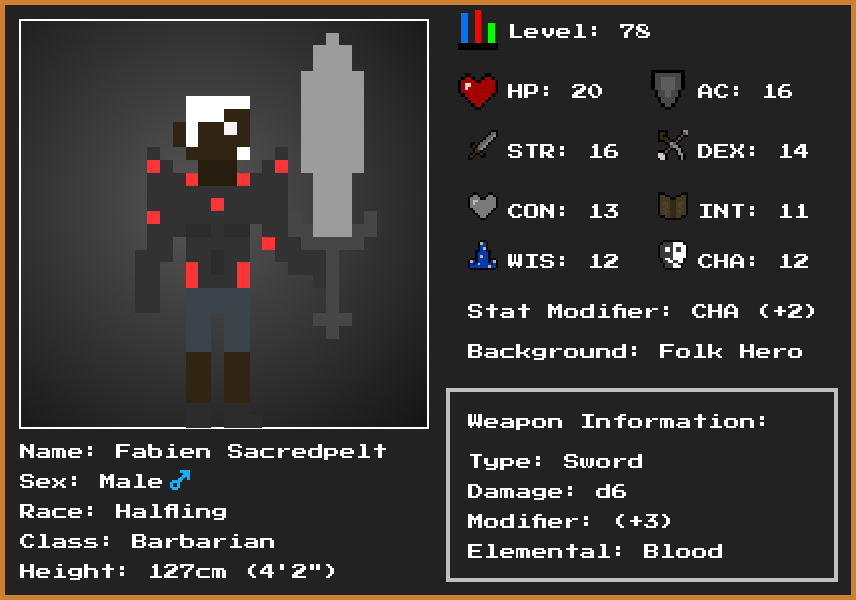 Level: 78
HP: 20
AC: 16
STR: 16
DEX: 14
CON: 13
INT: 11
WIS: 12
CHA: 12
Stat Modifier: CHA (+2)
Background: Folk Hero
Name: Fabien Sacredpelt
Sex: Male ♂
Race: Halfling
Class: Barbarian
Height: 127cm (4'2")
Weapon Information:
Type: Sword
Damage: d6
Modifier: (+3)
Elemental: Blood